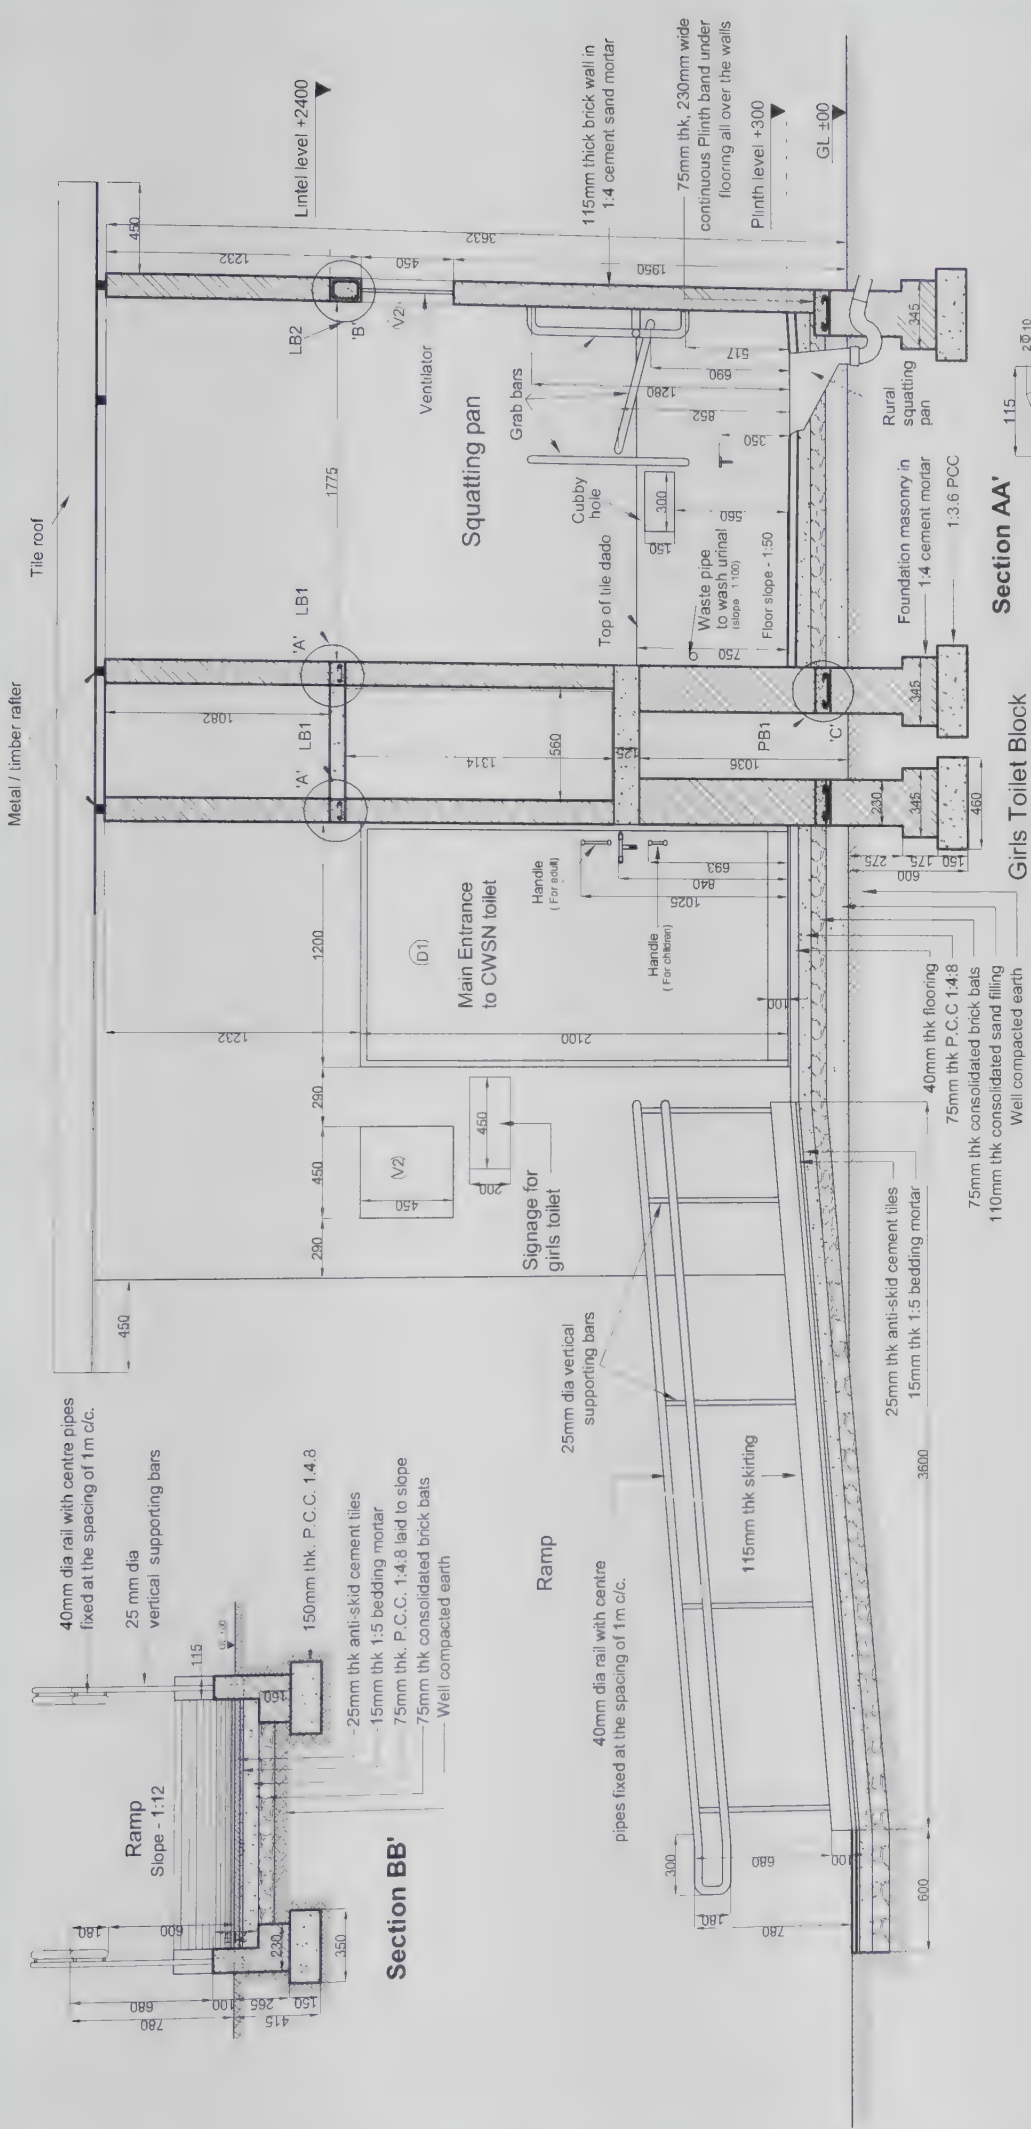 Metal / timber rafter
Tile roof
450
Lintel level +2400
1232
3632
450
1950
LB2
'B'
(V2)
Ventilator
1775
115mm thick brick wall in
1:4 cement sand mortar
75mm thk, 230mm wide
continuous Plinth band under
flooring all over the walls
Plinth level +300
GL ±00
Squatting pan
Grab bars
Cubby
hole
300
150
517
690
1280
852
350
560
Top of tile dado
Waste pipe
to wash urinal
(slope 1:100)
Floor slope - 1:50
750
Rural
squatting
pan
345
Foundation masonry in
1:4 cement mortar
1:3.6 PCC
115
2Φ10
Section AA'
Girls Toilet Block
'A'
LB1
LB1
'A'
1082
1314
560
125
1036
PB1
'C'
345
230
345
460
275
175
150
600
1200
1232
(D1)
Main Entrance
to CWSN toilet
Handle
( For adult)
Handle
( For children)
693
840
1025
2100
100
290
450
290
(V2)
450
450
200
Signage for
girls toilet
450
40mm thk flooring
75mm thk P.C.C 1:4:8
75mm thk consolidated brick bats
110mm thk consolidated sand filling
Well compacted earth
25mm thk anti-skid cement tiles
15mm thk 1:5 bedding mortar
3600
600
25mm dia vertical
supporting bars
Ramp
115mm thk skirting
40mm dia rail with centre
pipes fixed at the spacing of 1m c/c.
300
180
680
100
780
40mm dia rail with centre pipes
fixed at the spacing of 1m c/c.
25 mm dia
vertical supporting bars
115
160
150mm thk. P.C.C. 1.4.8
25mm thk anti-skid cement tiles
15mm thk 1:5 bedding mortar
75mm thk. P.C.C. 1:4:8 laid to slope
75mm thk consolidated brick bats
Well compacted earth
Ramp
Slope - 1:12
180
600
680
780
100
265
150
415
230
350
Section BB'